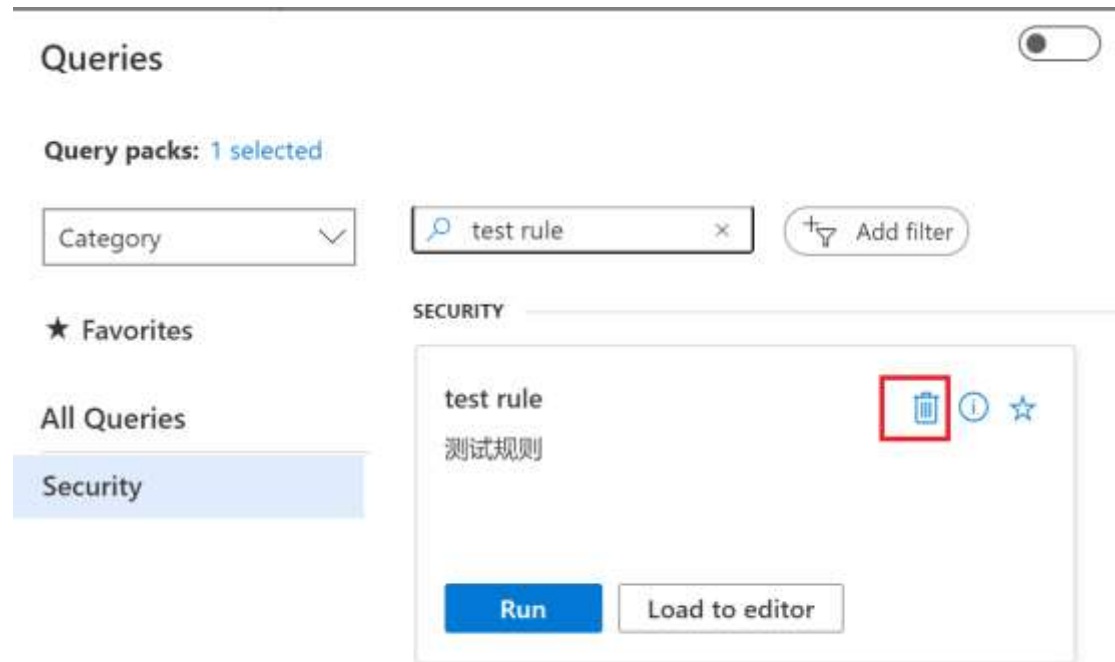 Queries
Query packs: 1 selected
Category
test rule
Add filter
★ Favorites
SECURITY
All Queries
Security
test rule
测试规则
Run
Load to editor